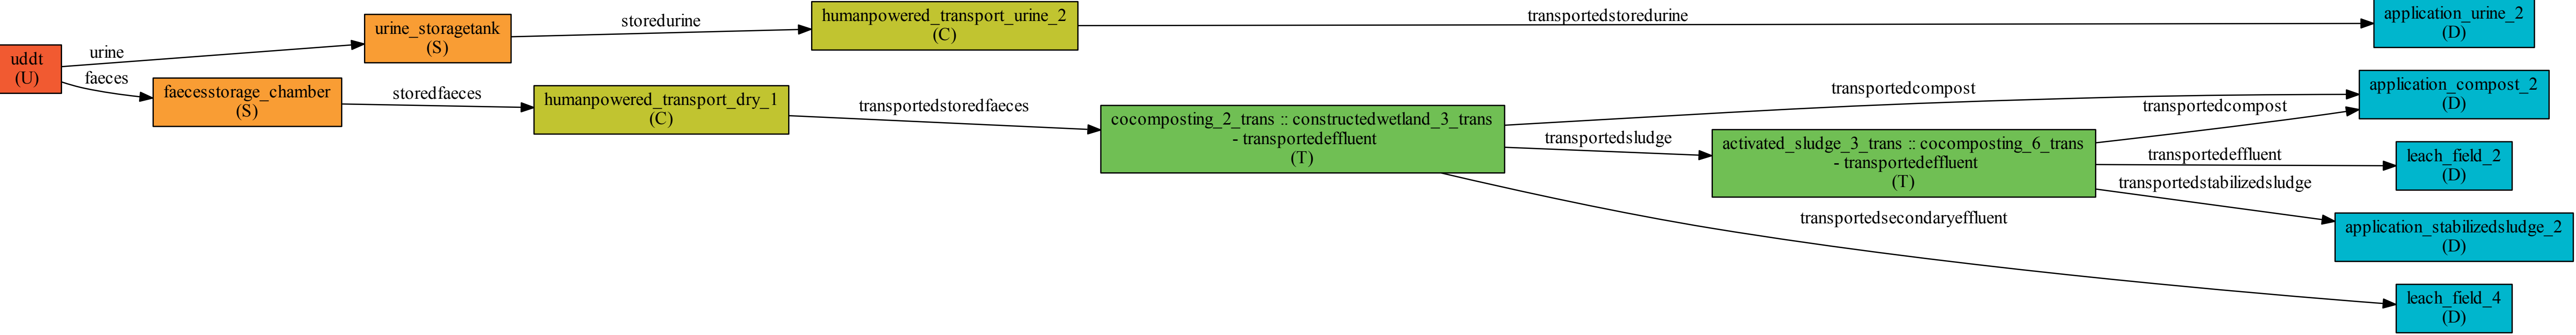 uddt
(U)
urine
faeces
urine_storagetank
(S)
faecesstorage_chamber
(S)
storedurine
storedfaeces
humanpowered_transport_urine_2
(C)
humanpowered_transport_dry_1
(C)
transportedstoredurine
transportedstoredfaeces
cocomposting_2_trans :: constructedwetland_3_trans
- transportedeffluent
(T)
transportedcompost
transportedsludge
transportedsecondaryeffluent
activated_sludge_3_trans :: cocomposting_6_trans
- transportedeffluent
(T)
transportedcompost
transportedeffluent
transportedstabilizedsludge
application_urine_2
(D)
application_compost_2
(D)
leach_field_2
(D)
application_stabilizedsludge_2
(D)
leach_field_4
(D)